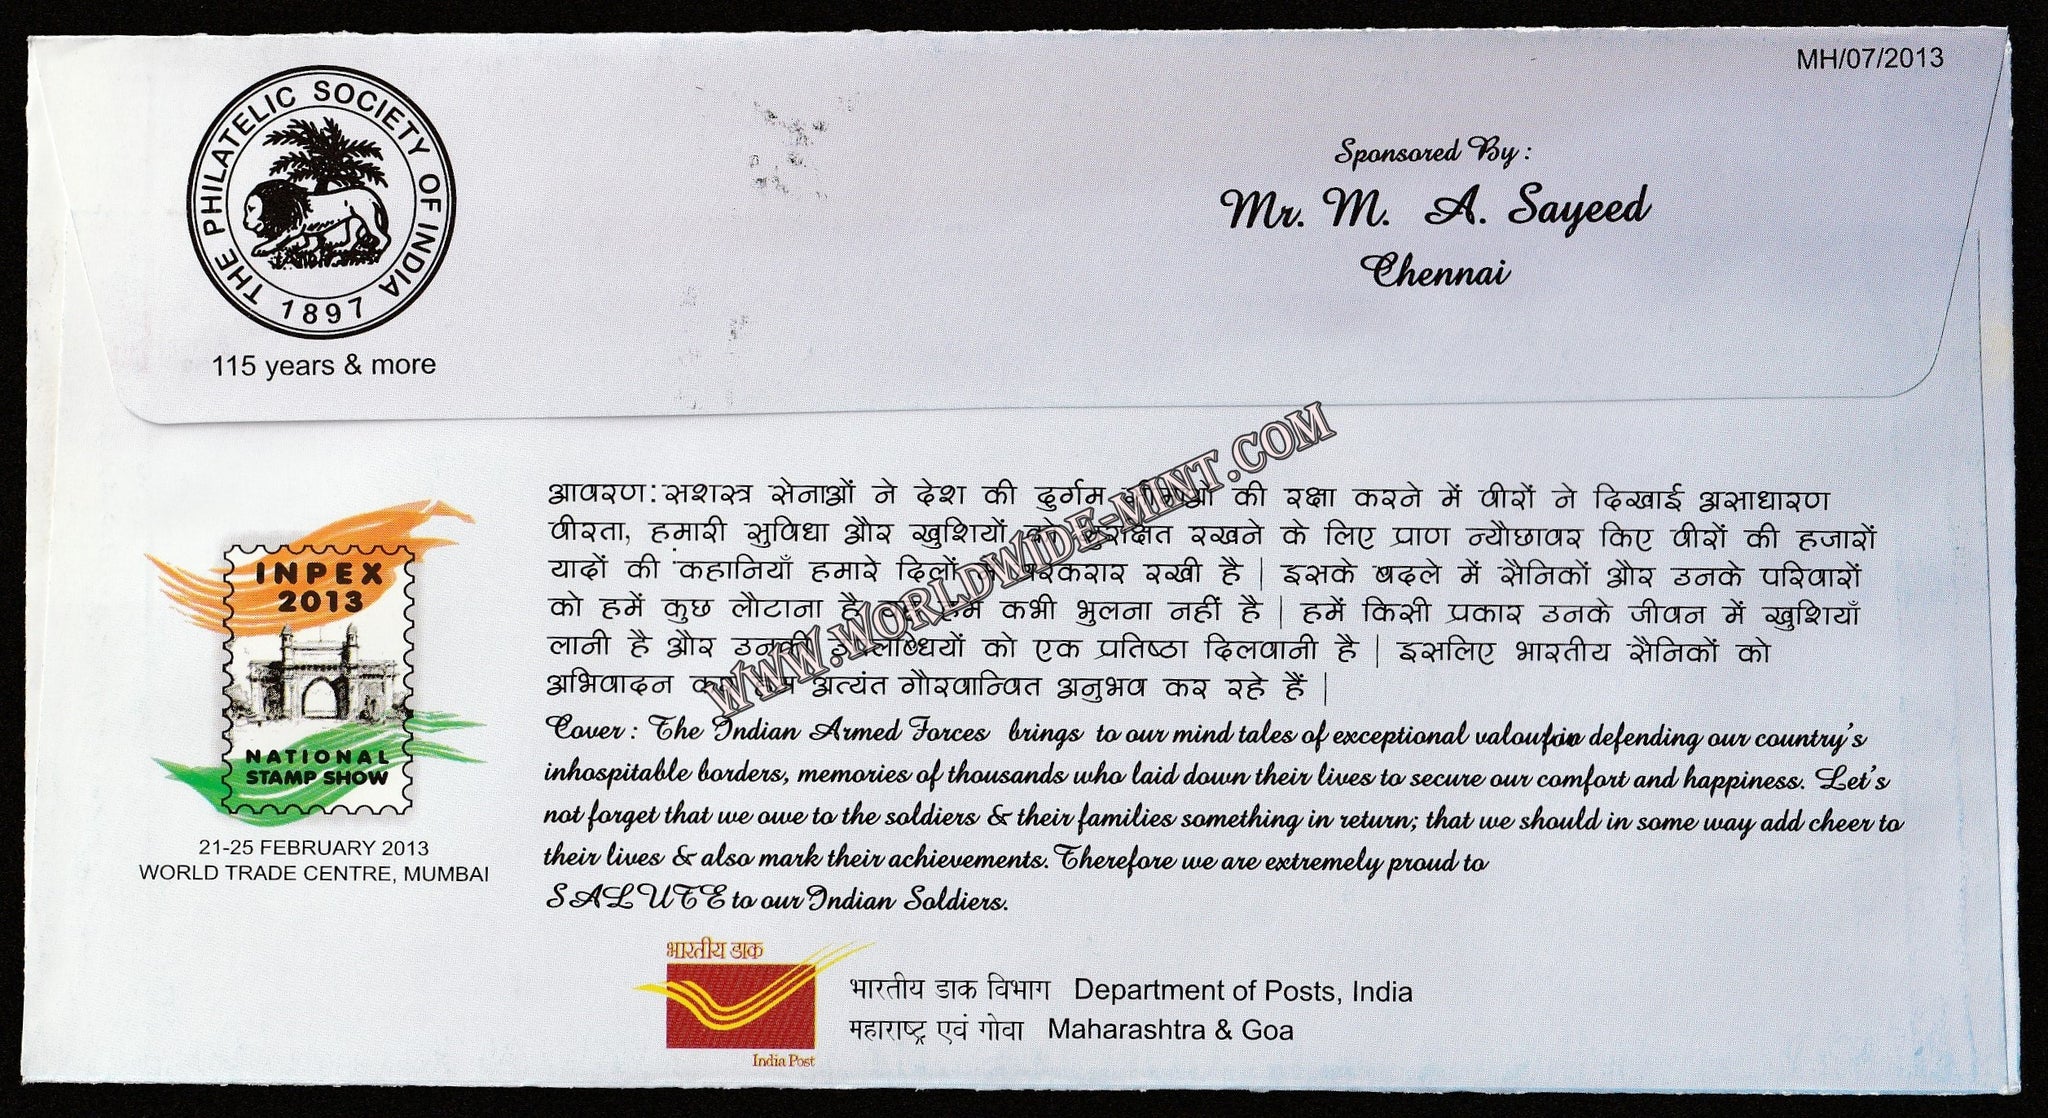 MH/07/2013
THE PHILATELIC SOCIETY OF INDIA
1897
115 years & more
Sponsored By :
Mr. M. A. Sayeed
Chennai
WWW.WORLDWIDE-MINT.COM
INPEX
2013
NATIONAL
STAMP SHOW
21-25 FEBRUARY 2013
WORLD TRADE CENTRE, MUMBAI
आवरण: सशस्त्र सेनाओं ने देश की दुर्गम की रक्षा करने में वीरों ने दिखाई असाधारण
वीरता, हमारी सुविधा और खुशियों रखने के लिए प्राण न्यौछावर किए वीरों की हजारों
यादों की कहानियाँ हमारे दिलों रखी है | इसके बदले में सैनिकों और उनके परिवारों
को हमें कुछ लौटाना है कभी भुलना नहीं है | हमें किसी प्रकार उनके जीवन में खुशियाँ
लानी है और उनकी को एक प्रतिष्ठा दिलवानी है | इसलिए भारतीय सैनिकों को
अभिवादन अत्यंत गौरवान्वित अनुभव कर रहे हैं |
Cover : The Indian Armed Forces brings to our mind tales of exceptional defending our country's
inhospitable borders, memories of thousands who laid down their lives to secure our comfort and happiness. Let's
not forget that we owe to the soldiers & their families something in return; that we should in some way add cheer to
their lives & also mark their achievements. Therefore we are extremely proud to
SALUTE to our Indian Soldiers.
भारतीय डाक
India Post
भारतीय डाक विभाग Department of Posts, India
महाराष्ट्र एवं गोवा Maharashtra & Goa